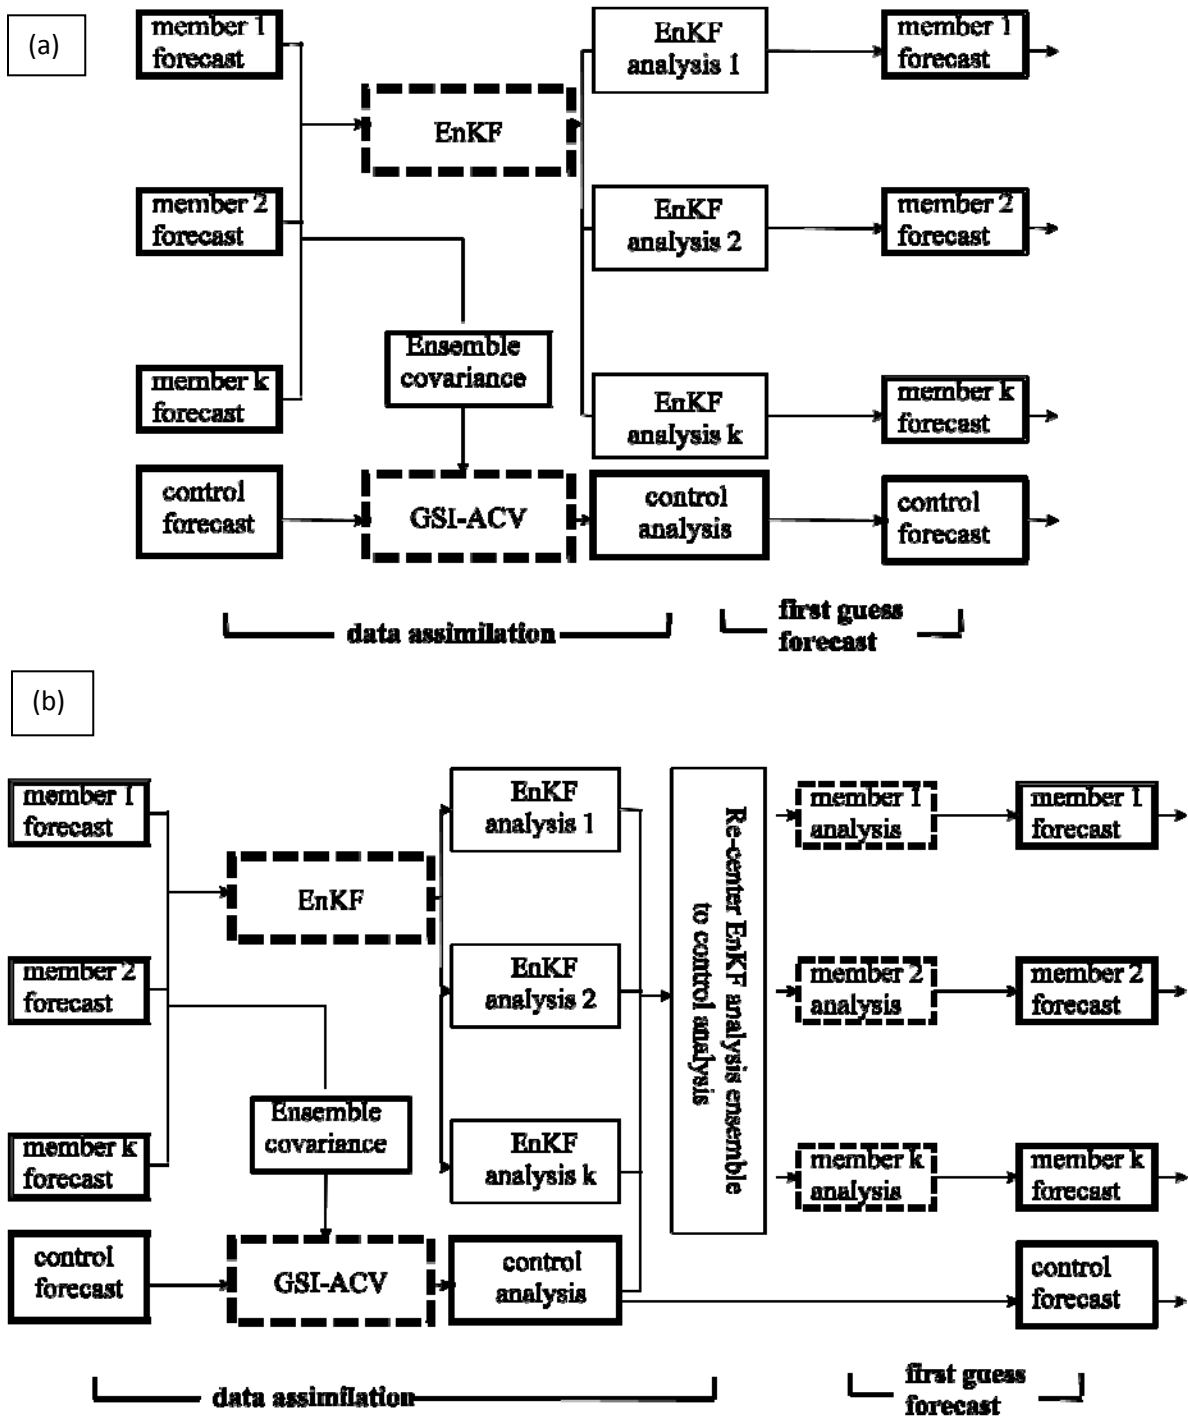 (a)
member 1
forecast
EnKF
analysis 1
member 1
forecast
EnKF
member 2
forecast
EnKF
analysis 2
member 2
forecast
Ensemble
covariance
member k
forecast
EnKF
analysis k
member k
forecast
control
forecast
GSI-ACV
control
analysis
control
forecast
data assimilation
first guess
forecast
(b)
member 1
forecast
EnKF
analysis 1
member 1
analysis
member 1
forecast
EnKF
Re-center EnKF analysis ensemble
to control analysis
member 2
forecast
EnKF
analysis 2
member 2
analysis
member 2
forecast
Ensemble
covariance
member k
forecast
EnKF
analysis k
member k
analysis
member k
forecast
control
forecast
GSI-ACV
control
analysis
control
forecast
data assimilation
first guess
forecast